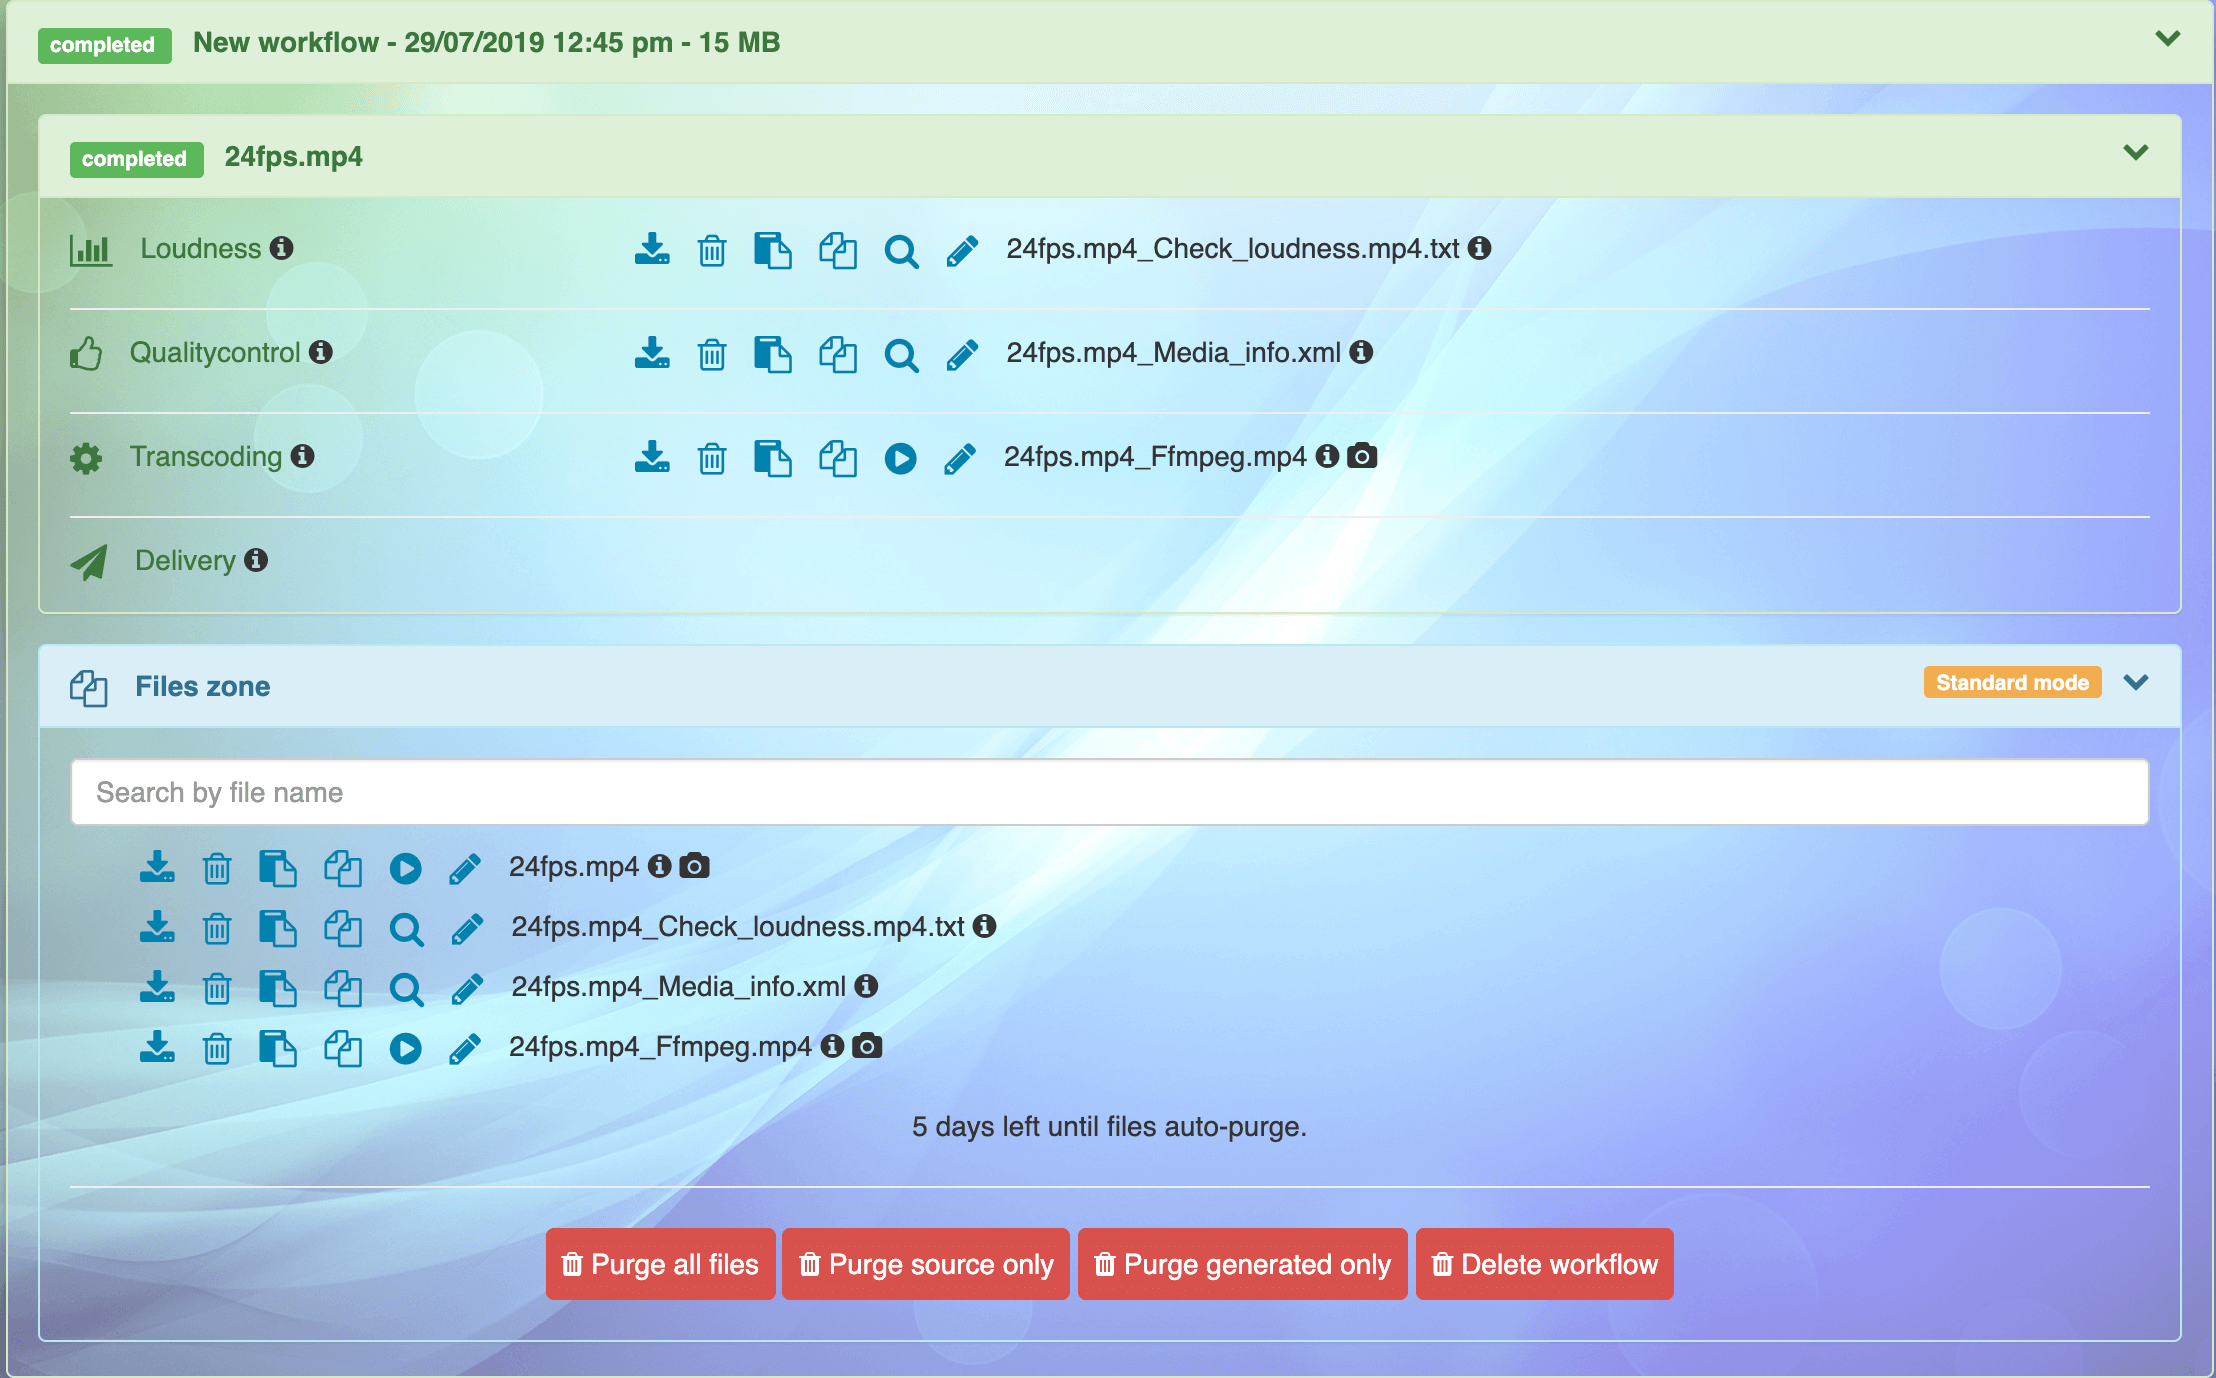 completed New workflow - 29/07/2019 12:45 pm - 15 MB
completed 24fps.mp4
Loudness 24fps.mp4_Check_loudness.mp4.txt
Qualitycontrol 24fps.mp4_Media_info.xml
Transcoding 24fps.mp4_Ffmpeg.mp4
Delivery
Files zone Standard mode
Search by file name
24fps.mp4
24fps.mp4_Check_loudness.mp4.txt
24fps.mp4_Media_info.xml
24fps.mp4_Ffmpeg.mp4
5 days left until files auto-purge.
Purge all files Purge source only Purge generated only Delete workflow